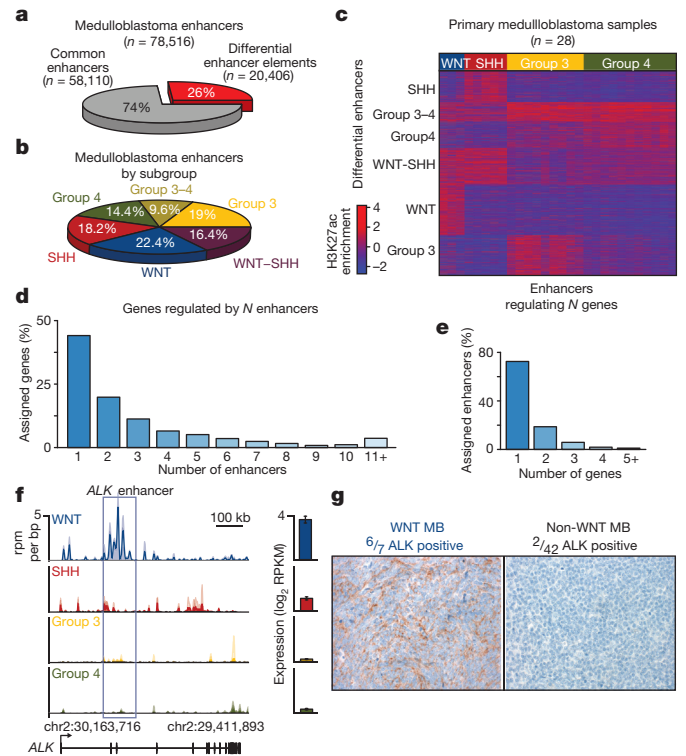 a
Medulloblastoma enhancers
(n = 78,516)
Common
enhancers
(n = 58,110)
Differential
enhancer elements
(n = 20,406)
74%
26%
b
Medulloblastoma enhancers
by subgroup
Group 4
Group 3–4
Group 3
14.4%
9.6%
19%
18.2%
22.4%
16.4%
SHH
WNT
WNT–SHH
c
Primary medullloblastoma samples
(n = 28)
WNT SHH
Group 3
Group 4
Differential enhancers
SHH
Group 3–4
Group4
WNT-SHH
WNT
Group 3
H3K27ac
enrichment
4
2
0
−2
d
Genes regulated by N enhancers
Assigned genes (%)
50
25
0
1 2 3 4 5 6 7 8 9 10 11+
Number of enhancers
Enhancers
regulating N genes
e
Assigned enhancers (%)
80
40
0
1 2 3 4 5+
Number of genes
f
ALK enhancer
5
rpm
per bp
WNT
100 kb
SHH
Group 3
Group 4
4
Expression (log2 RPKM)
chr2:30,163,716
chr2:29,411,893
ALK
g
WNT MB
6/7 ALK positive
Non-WNT MB
2/42 ALK positive